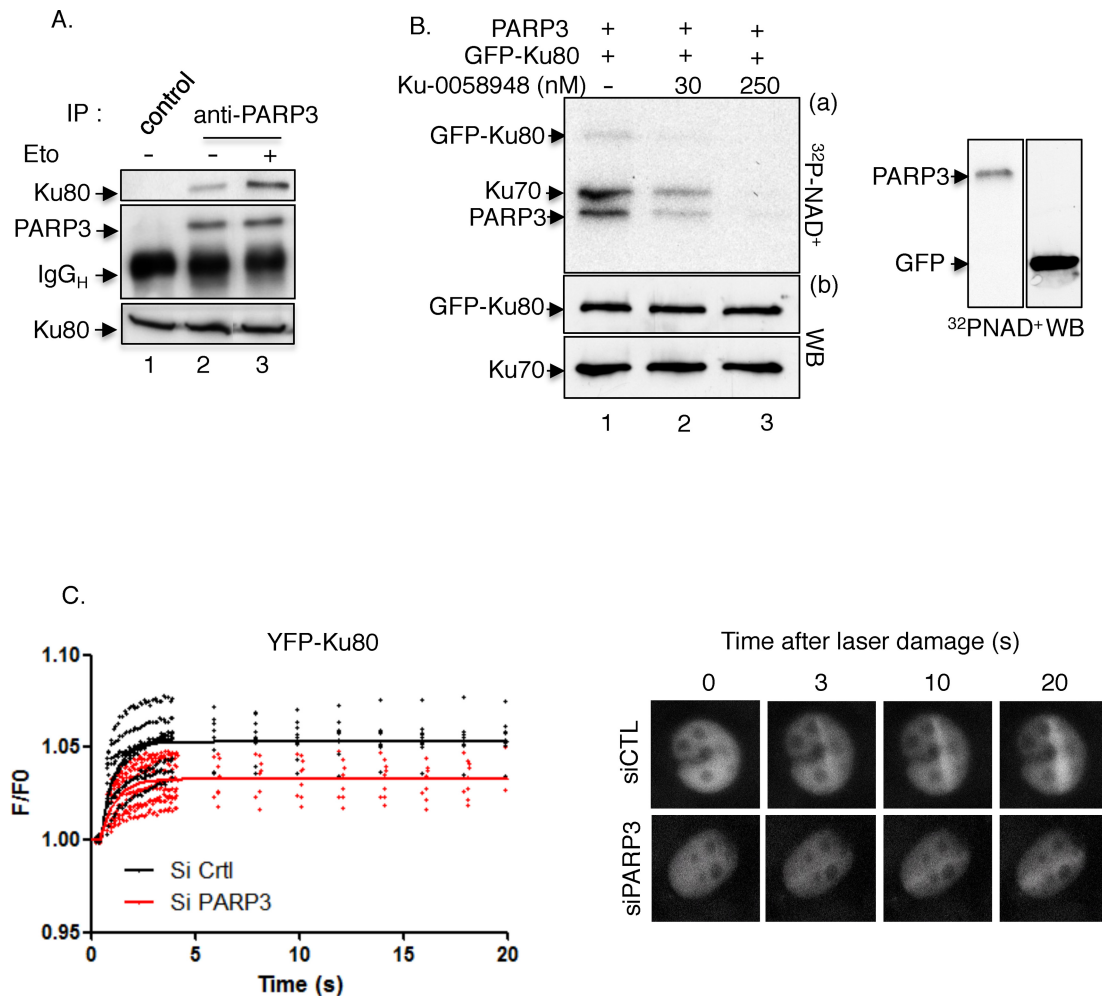 A.
IP :
control
anti-PARP3
Eto
- - +
Ku80
PARP3
IgGH
Ku80
1 2 3
B.
PARP3 + + +
GFP-Ku80 + + +
Ku-0058948 (nM) - 30 250
(a)
GFP-Ku80
Ku70
PARP3
32P-NAD+
(b)
GFP-Ku80
Ku70
WB
1 2 3
PARP3
GFP
32PNAD+ WB
C.
YFP-Ku80
1.10
1.05
1.00
0.95
F/F0
Si Crtl
Si PARP3
0 5 10 15 20
Time (s)
Time after laser damage (s)
0 3 10 20
siCTL
siPARP3